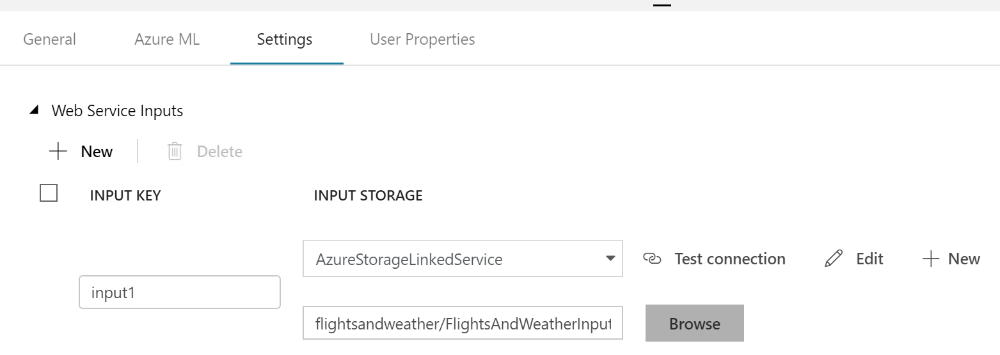 General Azure ML Settings User Properties
Web Service Inputs
New Delete
INPUT KEY INPUT STORAGE
AzureStorageLinkedService Test connection Edit New
input1
flightsandweather/FlightsAndWeatherInput Browse